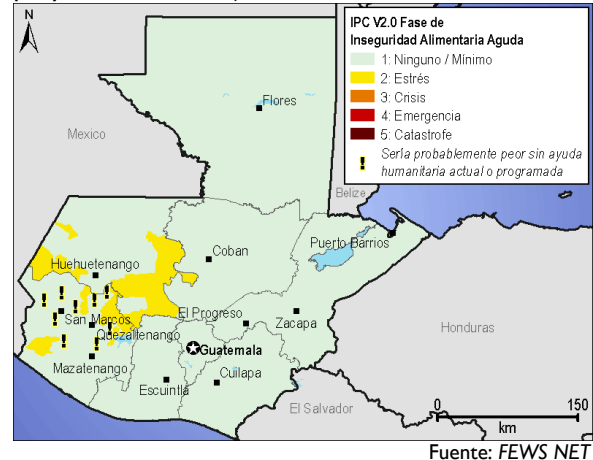 IPC V2.0 Fase de
Inseguridad Alimentaria Aguda
1: Ninguno / Mínimo
2: Estrés
3: Crisis
4: Emergencia
5: Catastrofe
! Sería probablemente peor sin ayuda
humanitaria actual o programada
N
Flores
Mexico
Belize
Puerto Barrios
Coban
Huehuetenango
El Progreso
San Marcos
Zacapa
Quezaltenango
Honduras
Guatemala
Mazatenango
Cuilapa
Escuintla
El Salvador
0 150
km
Fuente: FEWS NET